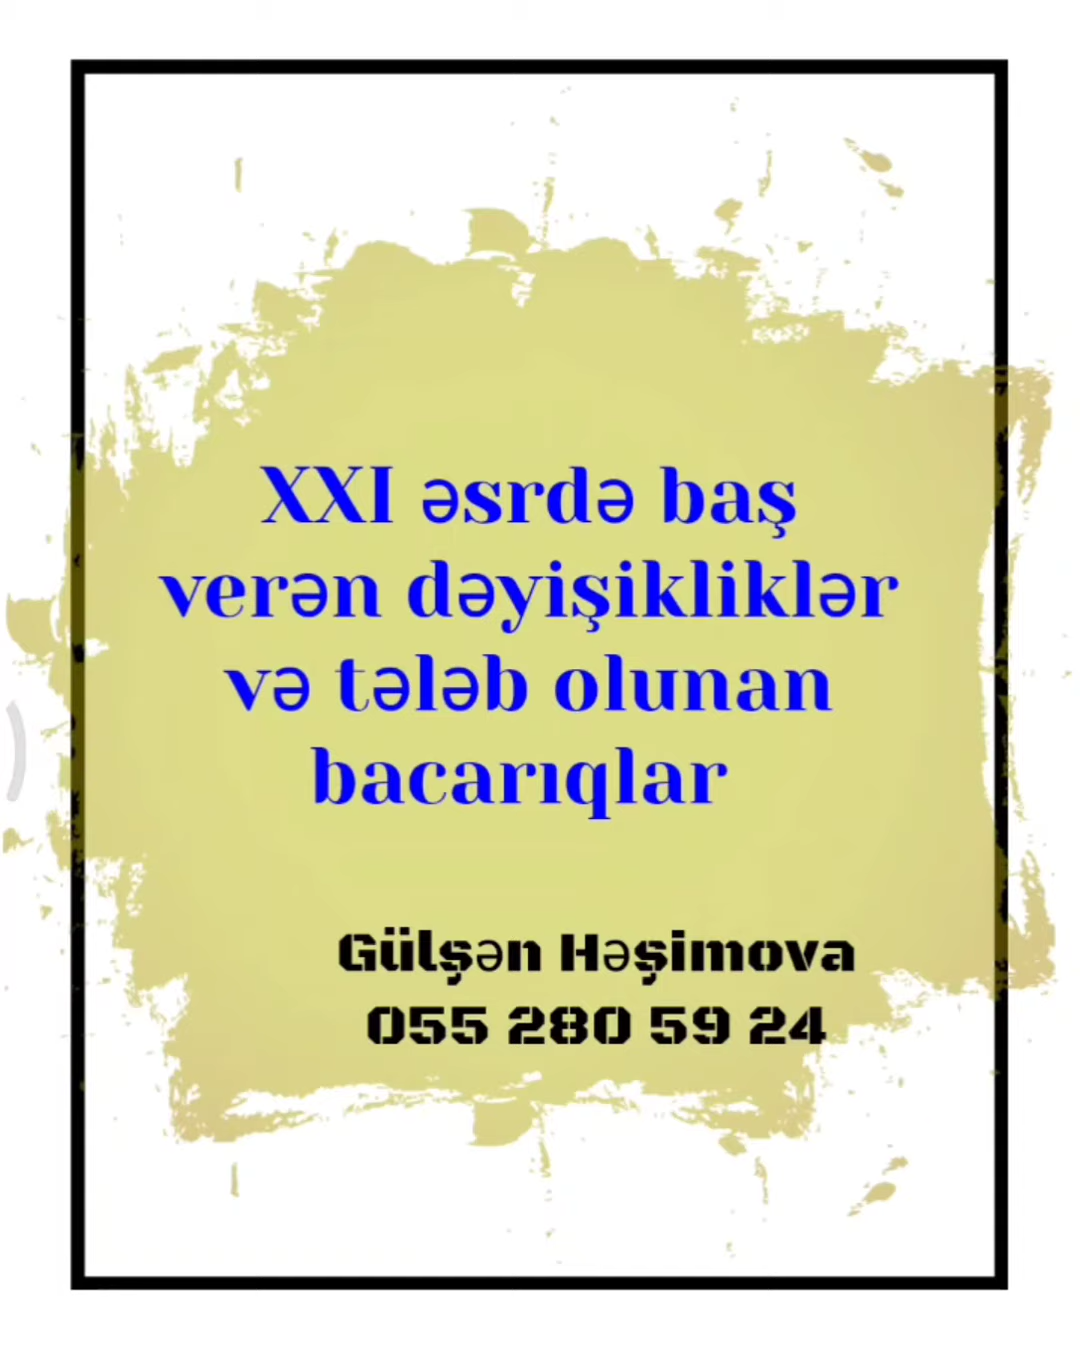 XXI əsrdə baş
verən dəyişikliklər
və tələb olunan
bacarıqlar
Gülşən Həşimova
055 280 59 24